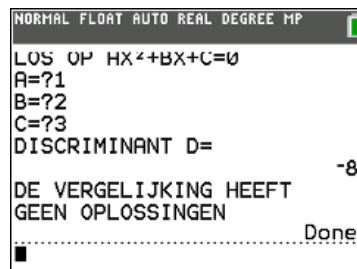 NORMAL FLOAT AUTO REAL DEGREE MP
LOS OP AX²+BX+C=0
A=?1
B=?2
C=?3
DISCRIMINANT D=
-8
DE VERGELIJKING HEEFT
GEEN OPLOSSINGEN
Done